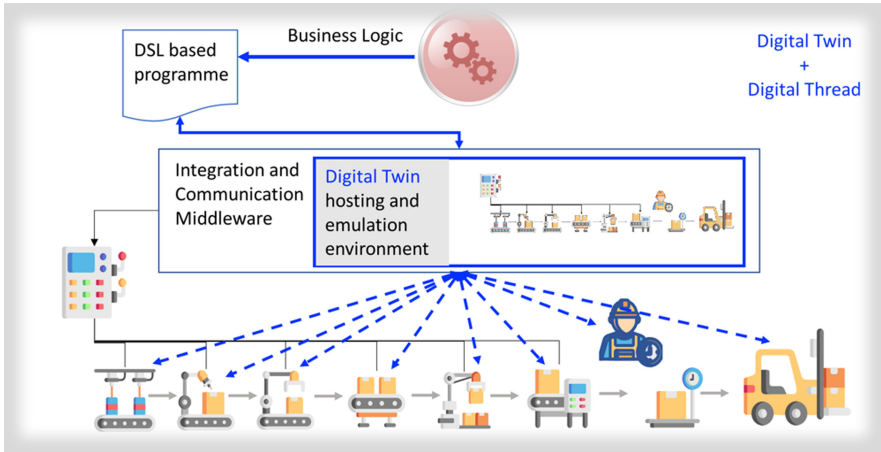 DSL based
programme
Business Logic
Digital Twin
+
Digital Thread
Integration and
Communication
Middleware
Digital Twin
hosting and
emulation
environment